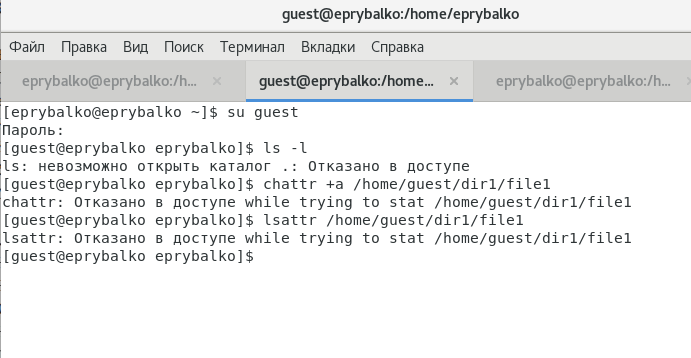 guest@eprybalko:/home/eprybalko
Файл Правка Вид Поиск Терминал Вкладки Справка
eprybalko@eprybalko:/h... × guest@eprybalko:/home... × eprybalko@eprybalko:/h... ×
[eprybalko@eprybalko ~]$ su guest
Пароль:
[guest@eprybalko eprybalko]$ ls -l
ls: невозможно открыть каталог .: Отказано в доступе
[guest@eprybalko eprybalko]$ chattr +a /home/guest/dir1/file1
chattr: Отказано в доступе while trying to stat /home/guest/dir1/file1
[guest@eprybalko eprybalko]$ lsattr /home/guest/dir1/file1
lsattr: Отказано в доступе while trying to stat /home/guest/dir1/file1
[guest@eprybalko eprybalko]$